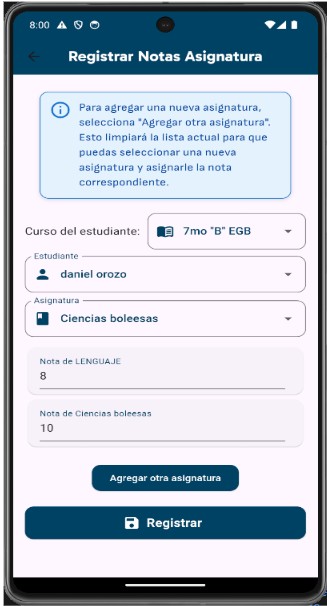 8:00
Registrar Notas Asignatura
Para agregar una nueva asignatura,
selecciona "Agregar otra asignatura".
Esto limpiará la lista actual para que
puedas seleccionar una nueva
asignatura y asignarle la nota
correspondiente.
Curso del estudiante: 7mo "B" EGB
Estudiante
daniel orozo
Asignatura
Ciencias boleesas
Nota de LENGUAJE
8
Nota de Ciencias boleesas
10
Agregar otra asignatura
Registrar